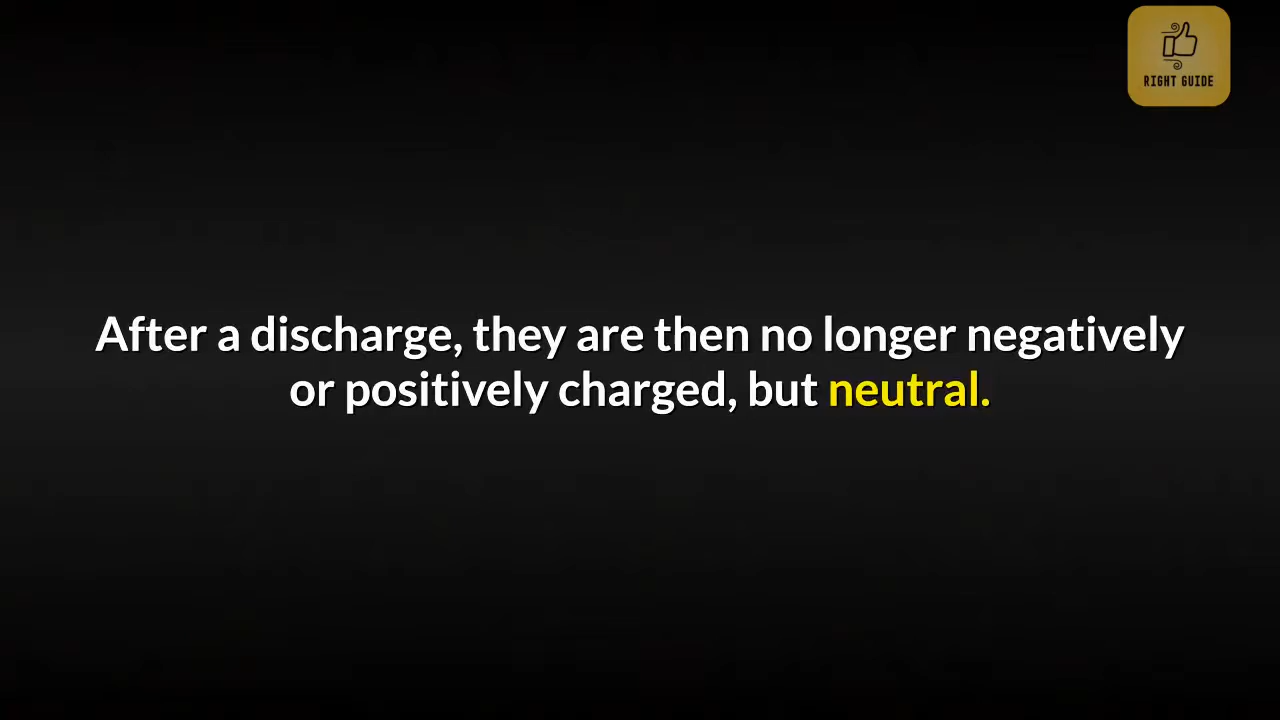 RIGHT GUIDE
After a discharge, they are then no longer negatively
or positively charged, but neutral.